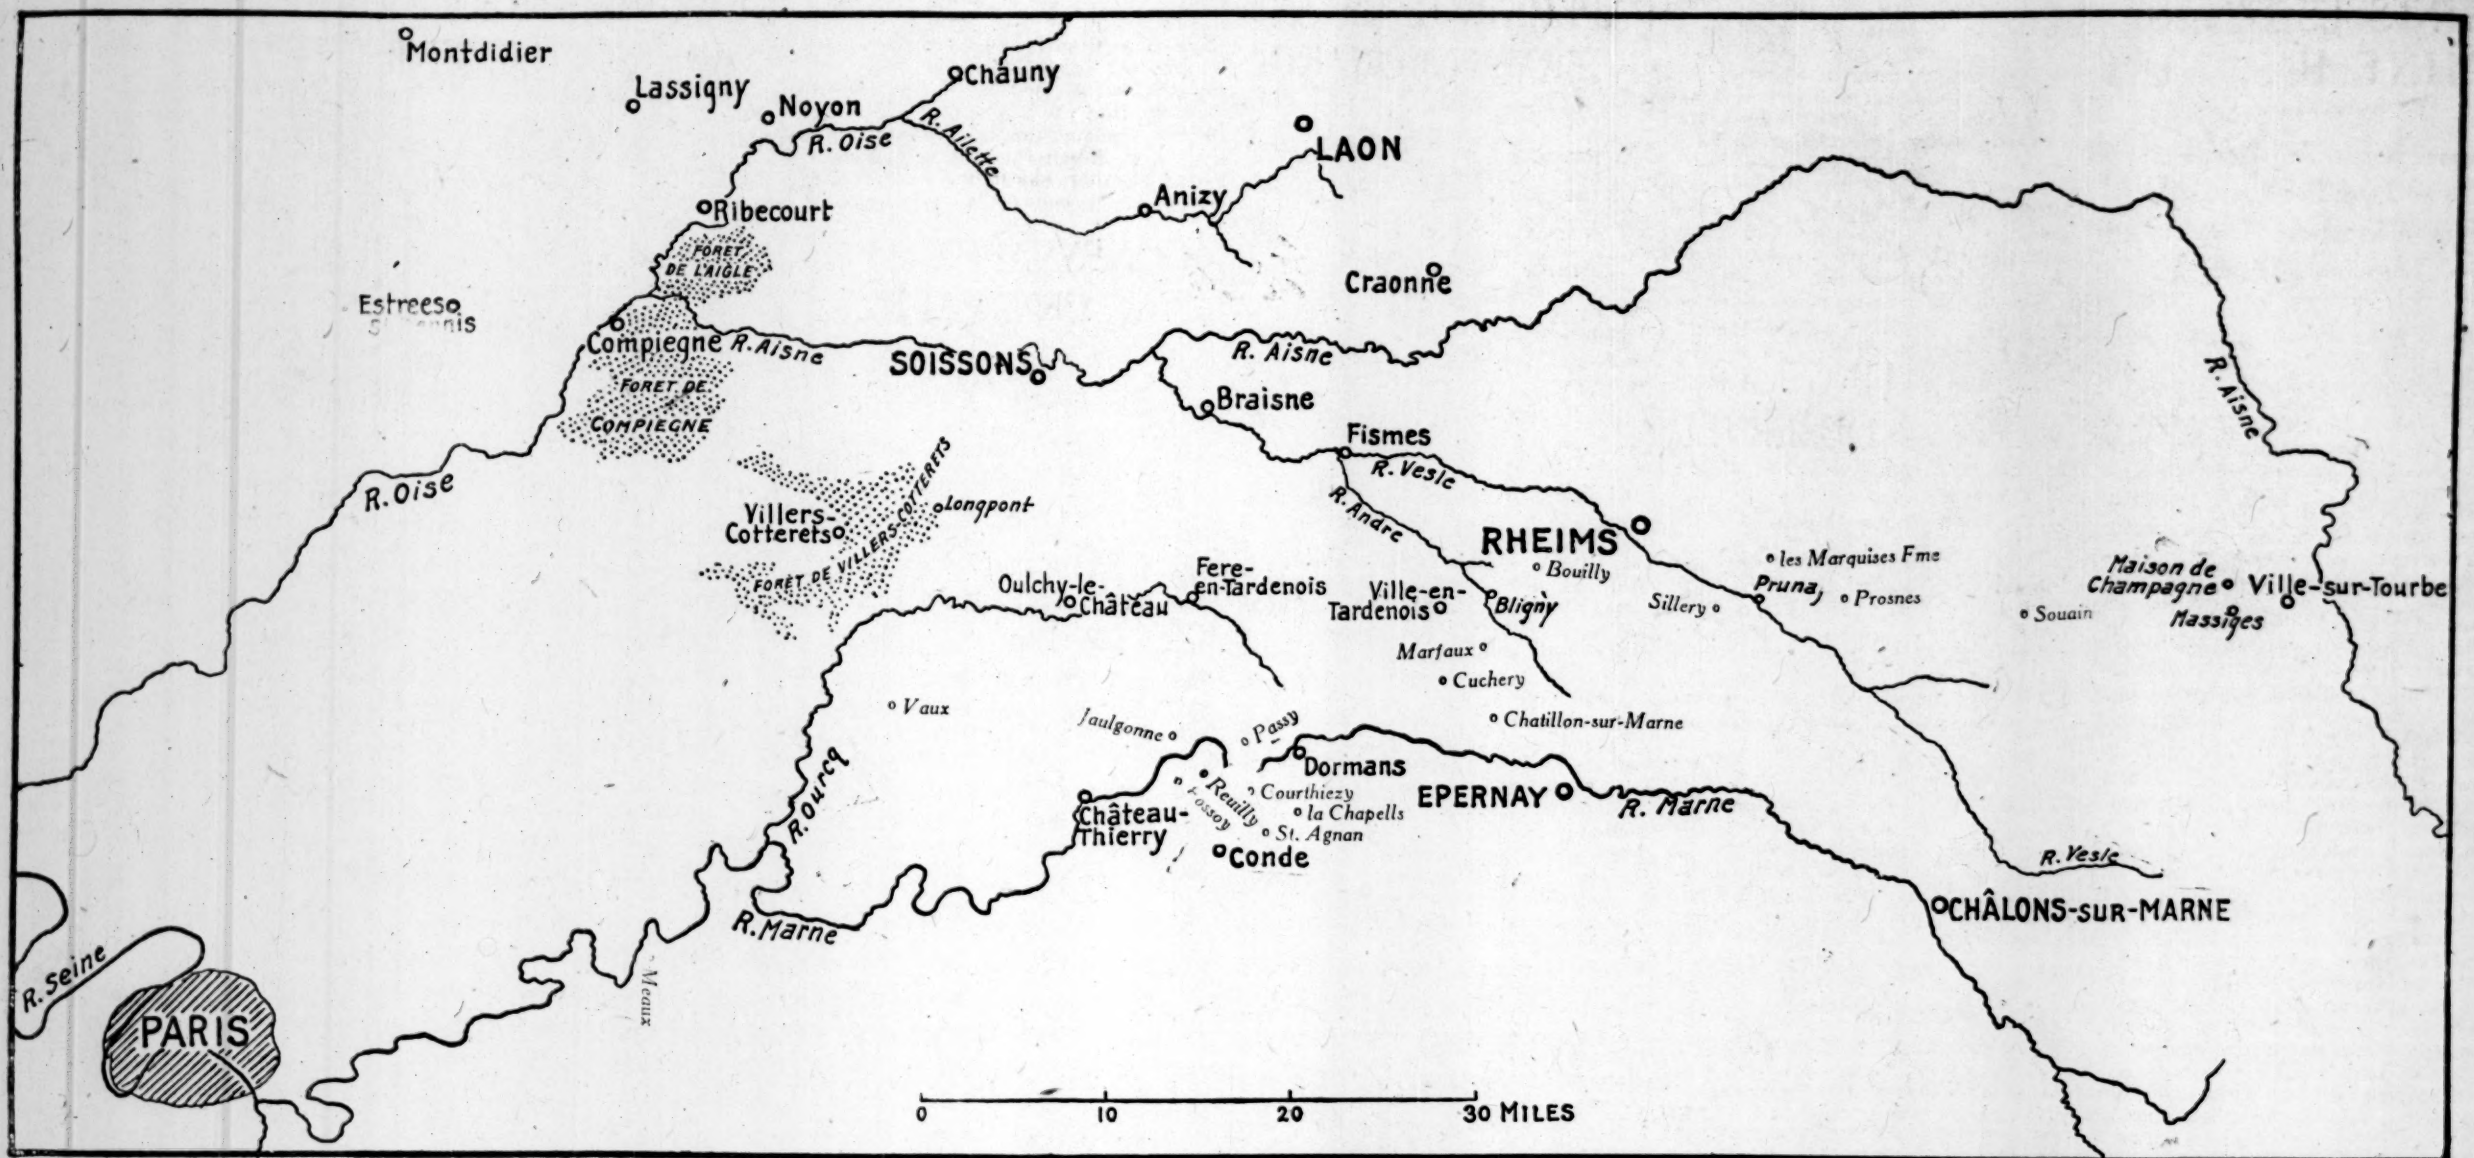 Montdidier
Lassigny
Noyon
Chauny
R. Oise
R. Ailette
LAON
Anizy
Ribecourt
FORET
DE L'AIGLE
Craonne
Estrees
Compiegne
R. Aisne
SOISSONS
R. Aisne
R. Aisne
FORET DE
COMPIEGNE
Braisne
Fismes
R. Vesle
R. Oise
R. Andre
Longpont
Villers-
Cotterets
FORET DE VILLERS-COTTERETS
RHEIMS
Bouilly
les Marquises Fme
Pruna,
Prosnes
Sillery
Souain
Maison de
Champagne
Ville-sur-Tourbe
Massiges
Oulchy-le-
Château
Fere-
en-Tardenois
Ville-en-
Tardenois
Bligny
Marfaux
Cuchery
Chatillon-sur-Marne
Vaux
Jaulgonne
Passy
Dormans
R. Ourcq
Château-
Thierry
Reuilly
Fossoy
Courthiezy
la Chapells
St. Agnan
Conde
EPERNAY
R. Marne
R. Vesle
CHÂLONS-SUR-MARNE
R. Marne
Meaux
R. Seine
PARIS
0 10 20 30 MILES